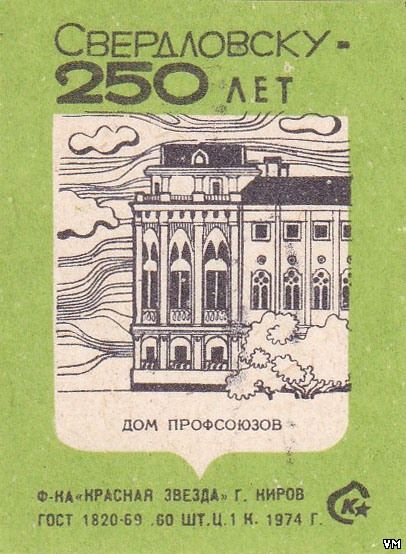 СВЕРДЛОВСКУ-
250 ЛЕТ
ДОМ ПРОФСОЮЗОВ
Ф-КА «КРАСНАЯ ЗВЕЗДА» Г. КИРОВ
ГОСТ 1820-69 .60 ШТ.Ц.1 К. 1974 Г.
К
VM